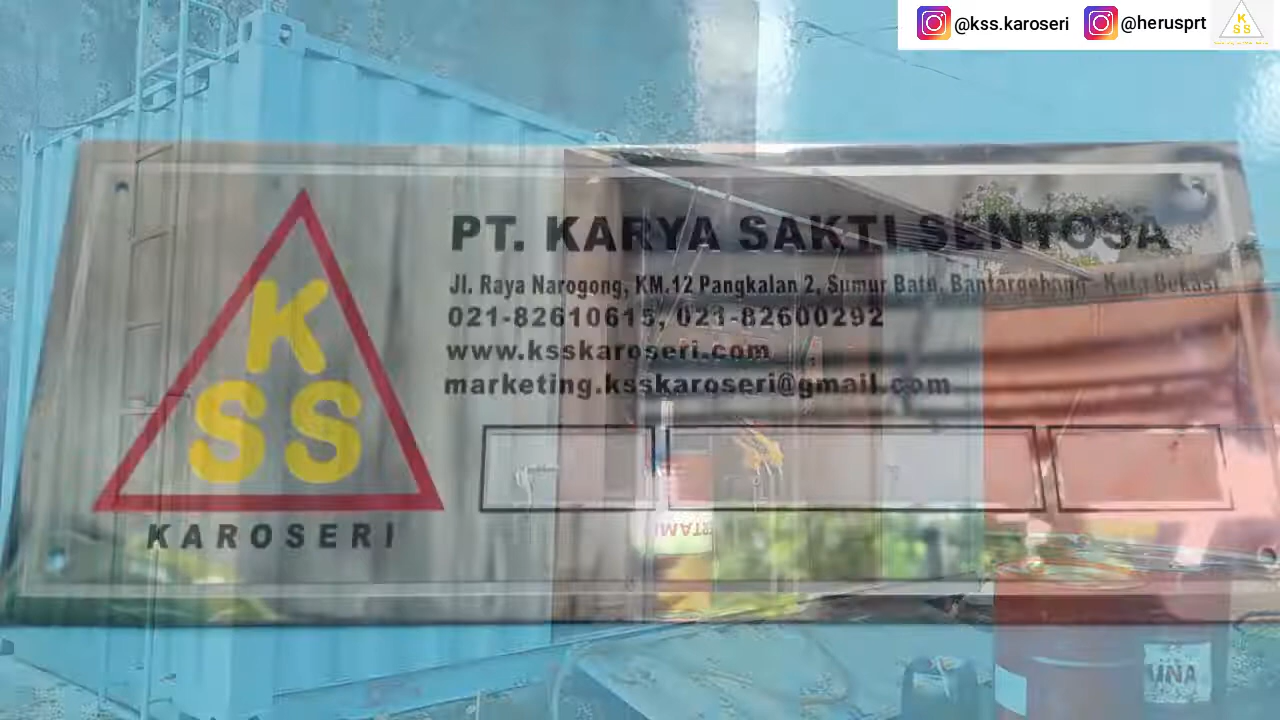 @kss.karoseri @herusprt
K
SS
K
SS
KAROSERI
PT. KARYA SAKTI SENTOSA
Jl. Raya Narogong, KM.12 Pangkalan 2, Sumur Batu, Bantargebang - Kota Bekasi
021-82610615, 021-82600292
www.ksskaroseri.com
marketing.ksskaroseri@gmail.com